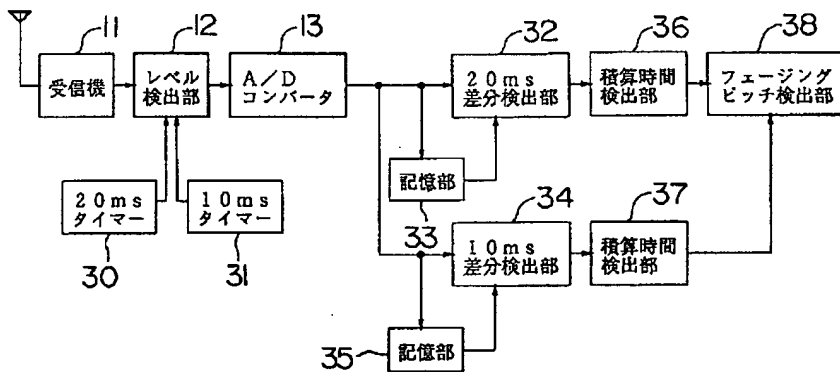 11
12
13
32
36
38
受信機
レベル
検出部
A/D
コンバータ
20ms
差分検出部
積算時間
検出部
フェージング
ピッチ検出部
記憶部
33
34
37
20ms
タイマー
10ms
タイマー
30
31
10ms
差分検出部
積算時間
検出部
35
記憶部